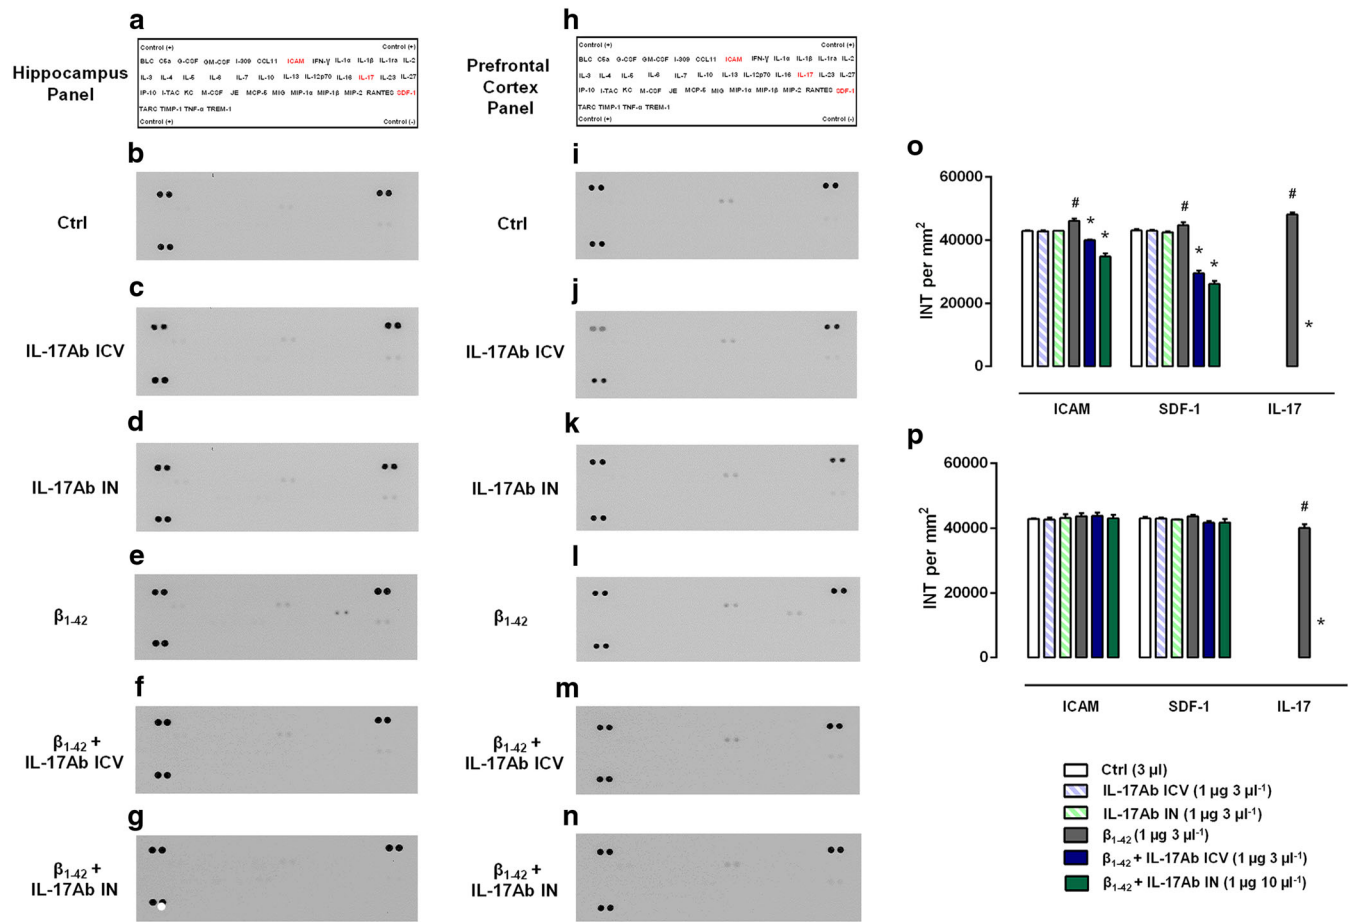 a
Hippocampus
Panel
Control (+) Control (+)
BLC C5a G-CSF GM-CSF I-309 CCL11 ICAM IFN-γ IL-1α IL-1β IL-1ra IL-2
IL-3 IL-4 IL-5 IL-6 IL-7 IL-10 IL-13 IL-12p70 IL-16 IL-17 IL-23 IL-27
IP-10 I-TAC KC M-CSF JE MCP-5 MIG MIP-1α MIP-1β MIP-2 RANTES SDF-1
TARC TIMP-1 TNF-α TREM-1
Control (+) Control (-)
b
Ctrl
c
IL-17Ab ICV
d
IL-17Ab IN
e
β1-42
f
β1-42 +
IL-17Ab ICV
g
β1-42 +
IL-17Ab IN
h
Prefrontal
Cortex
Panel
Control (+) Control (+)
BLC C5a G-CSF GM-CSF I-309 CCL11 ICAM IFN-γ IL-1α IL-1β IL-1ra IL-2
IL-3 IL-4 IL-5 IL-6 IL-7 IL-10 IL-13 IL-12p70 IL-16 IL-17 IL-23 IL-27
IP-10 I-TAC KC M-CSF JE MCP-5 MIG MIP-1α MIP-1β MIP-2 RANTES SDF-1
TARC TIMP-1 TNF-α TREM-1
Control (+) Control (-)
i
Ctrl
j
IL-17Ab ICV
k
IL-17Ab IN
l
β1-42
m
β1-42 +
IL-17Ab ICV
n
β1-42 +
IL-17Ab IN
o
INT per mm²
60000
40000
20000
0
# * * # * * # *
ICAM SDF-1 IL-17
p
INT per mm²
60000
40000
20000
0
# *
ICAM SDF-1 IL-17
Ctrl (3 µl)
IL-17Ab ICV (1 µg 3 µl⁻¹)
IL-17Ab IN (1 µg 3 µl⁻¹)
β1-42 (1 µg 3 µl⁻¹)
β1-42 + IL-17Ab ICV (1 µg 3 µl⁻¹)
β1-42 + IL-17Ab IN (1 µg 10 µl⁻¹)